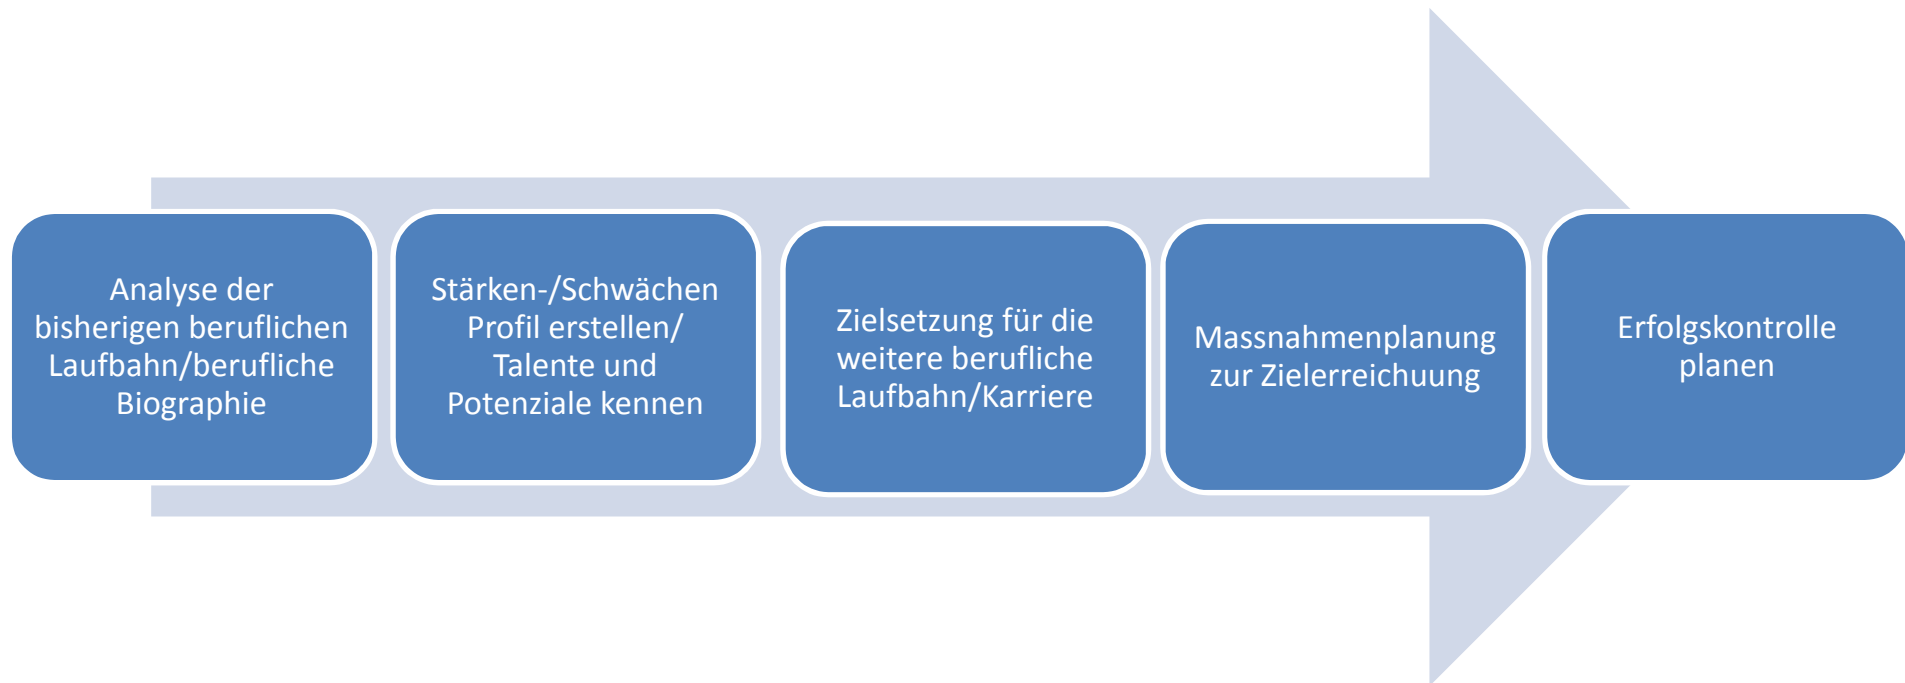 Analyse der
bisherigen beruflichen
Laufbahn/berufliche
Biographie
Stärken-/Schwächen
Profil erstellen/
Talente und
Potenziale kennen
Zielsetzung für die
weitere berufliche
Laufbahn/Karriere
Massnahmenplanung
zur Zielerreichuung
Erfolgskontrolle
planen